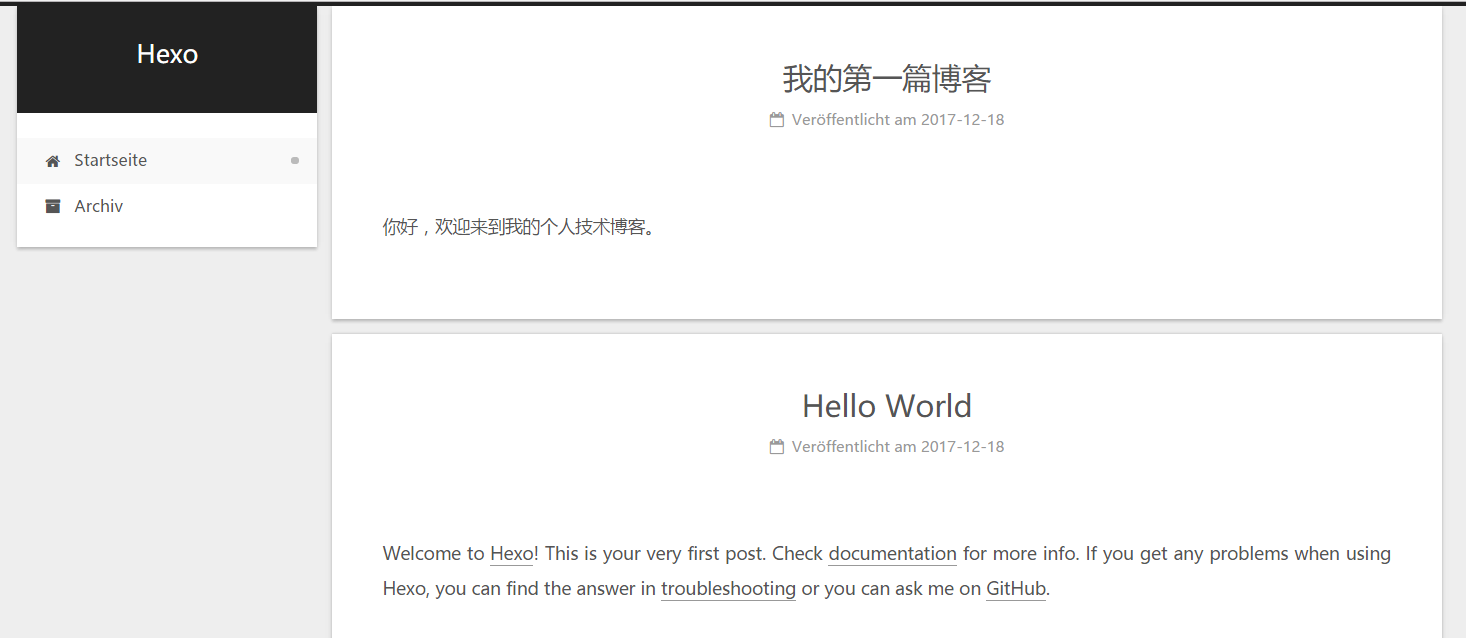 Hexo
Startseite
Archiv
我的第一篇博客
Veröffentlicht am 2017-12-18
你好，欢迎来到我的个人技术博客。
Hello World
Veröffentlicht am 2017-12-18
Welcome to Hexo! This is your very first post. Check documentation for more info. If you get any problems when using
Hexo, you can find the answer in troubleshooting or you can ask me on GitHub.